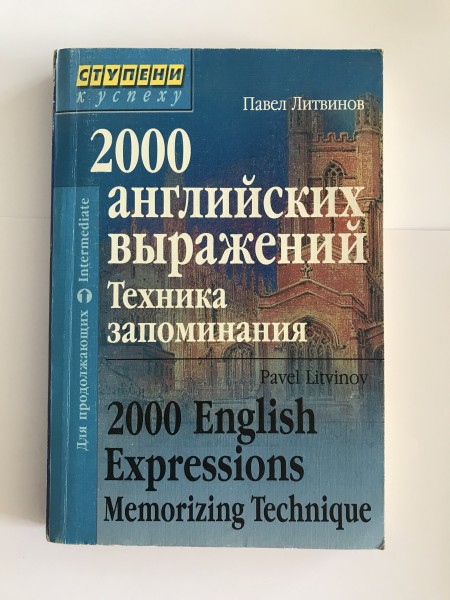 СТУПЕНИ
к успеху
Павел Литвинов
2000
английских
выражений
Техника
запоминания
Для продолжающих Intermediate
Pavel Litvinov
2000 English
Expressions
Memorizing Technique